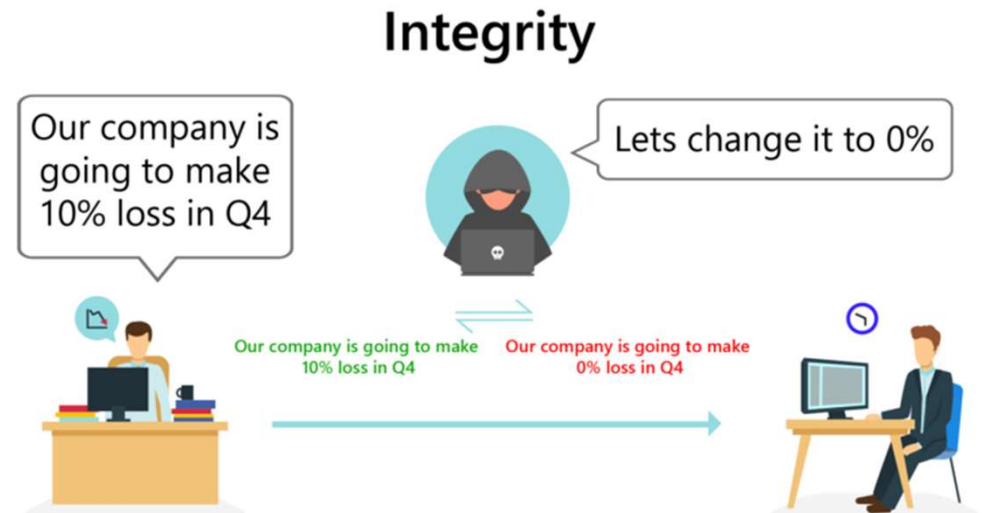 Integrity
Our company is
going to make
10% loss in Q4
Lets change it to 0%
Our company is going to make
10% loss in Q4
Our company is going to make
0% loss in Q4